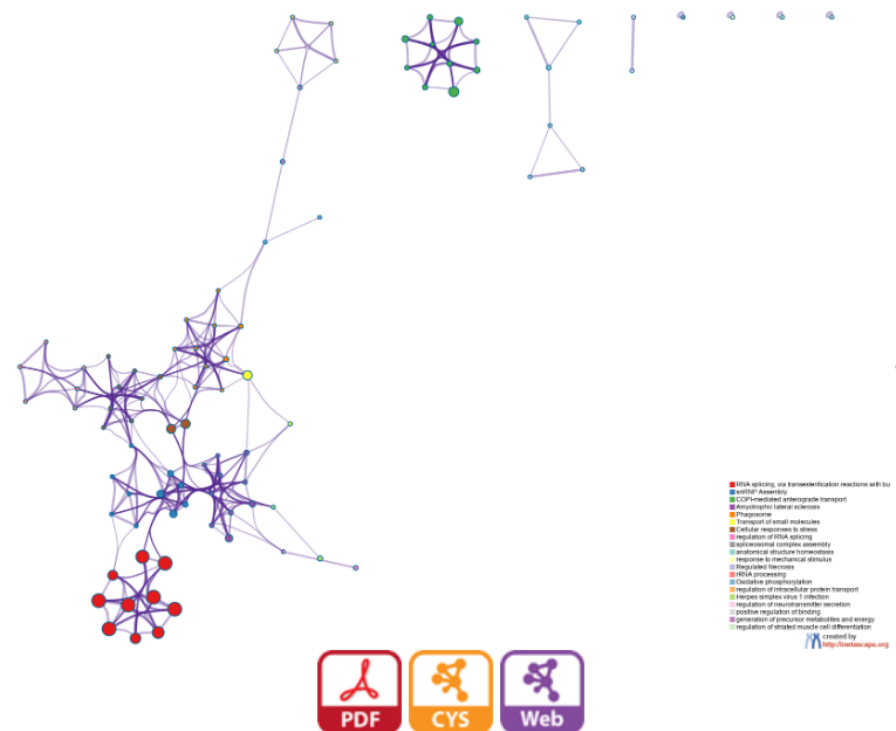 RNA splicing, via transesterification reactions with bu
snRNP Assembly
COPI-mediated anterograde transport
Amyotrophic lateral sclerosis
Phagosome
Transport of small molecules
Cellular responses to stress
regulation of RNA splicing
spliceosomal complex assembly
anatomical structure homeostasis
response to mechanical stimulus
Regulated Necrosis
rRNA processing
Oxidative phosphorylation
regulation of intracellular protein transport
Herpes simplex virus 1 infection
regulation of neurotransmitter secretion
positive regulation of binding
generation of precursor metabolites and energy
regulation of striated muscle cell differentiation
created by
http://metascape.org
PDF
CYS
Web